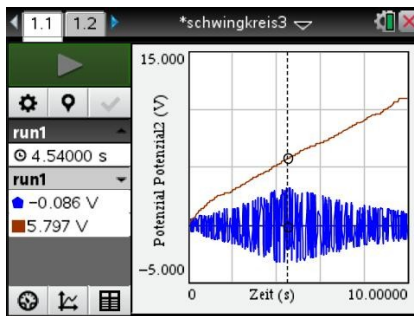 1.1 1.2 *schwingkreis3
run1
4.54000 s
run1
-0.086 V
5.797 V
15.000
Potenzial Potenzial2 (V)
-5.000
0 Zeit (s) 10.00000